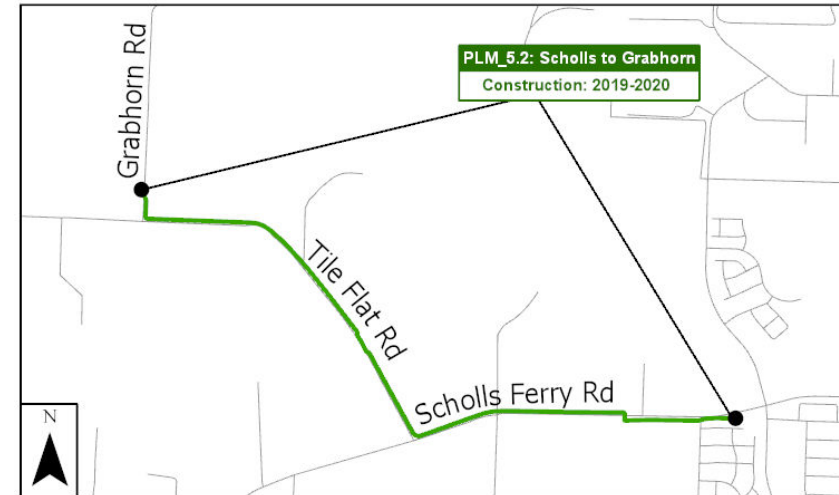 Grabhorn Rd
PLM_5.2: Scholls to Grabhorn
Construction: 2019-2020
Tile Flat Rd
Scholls Ferry Rd
N